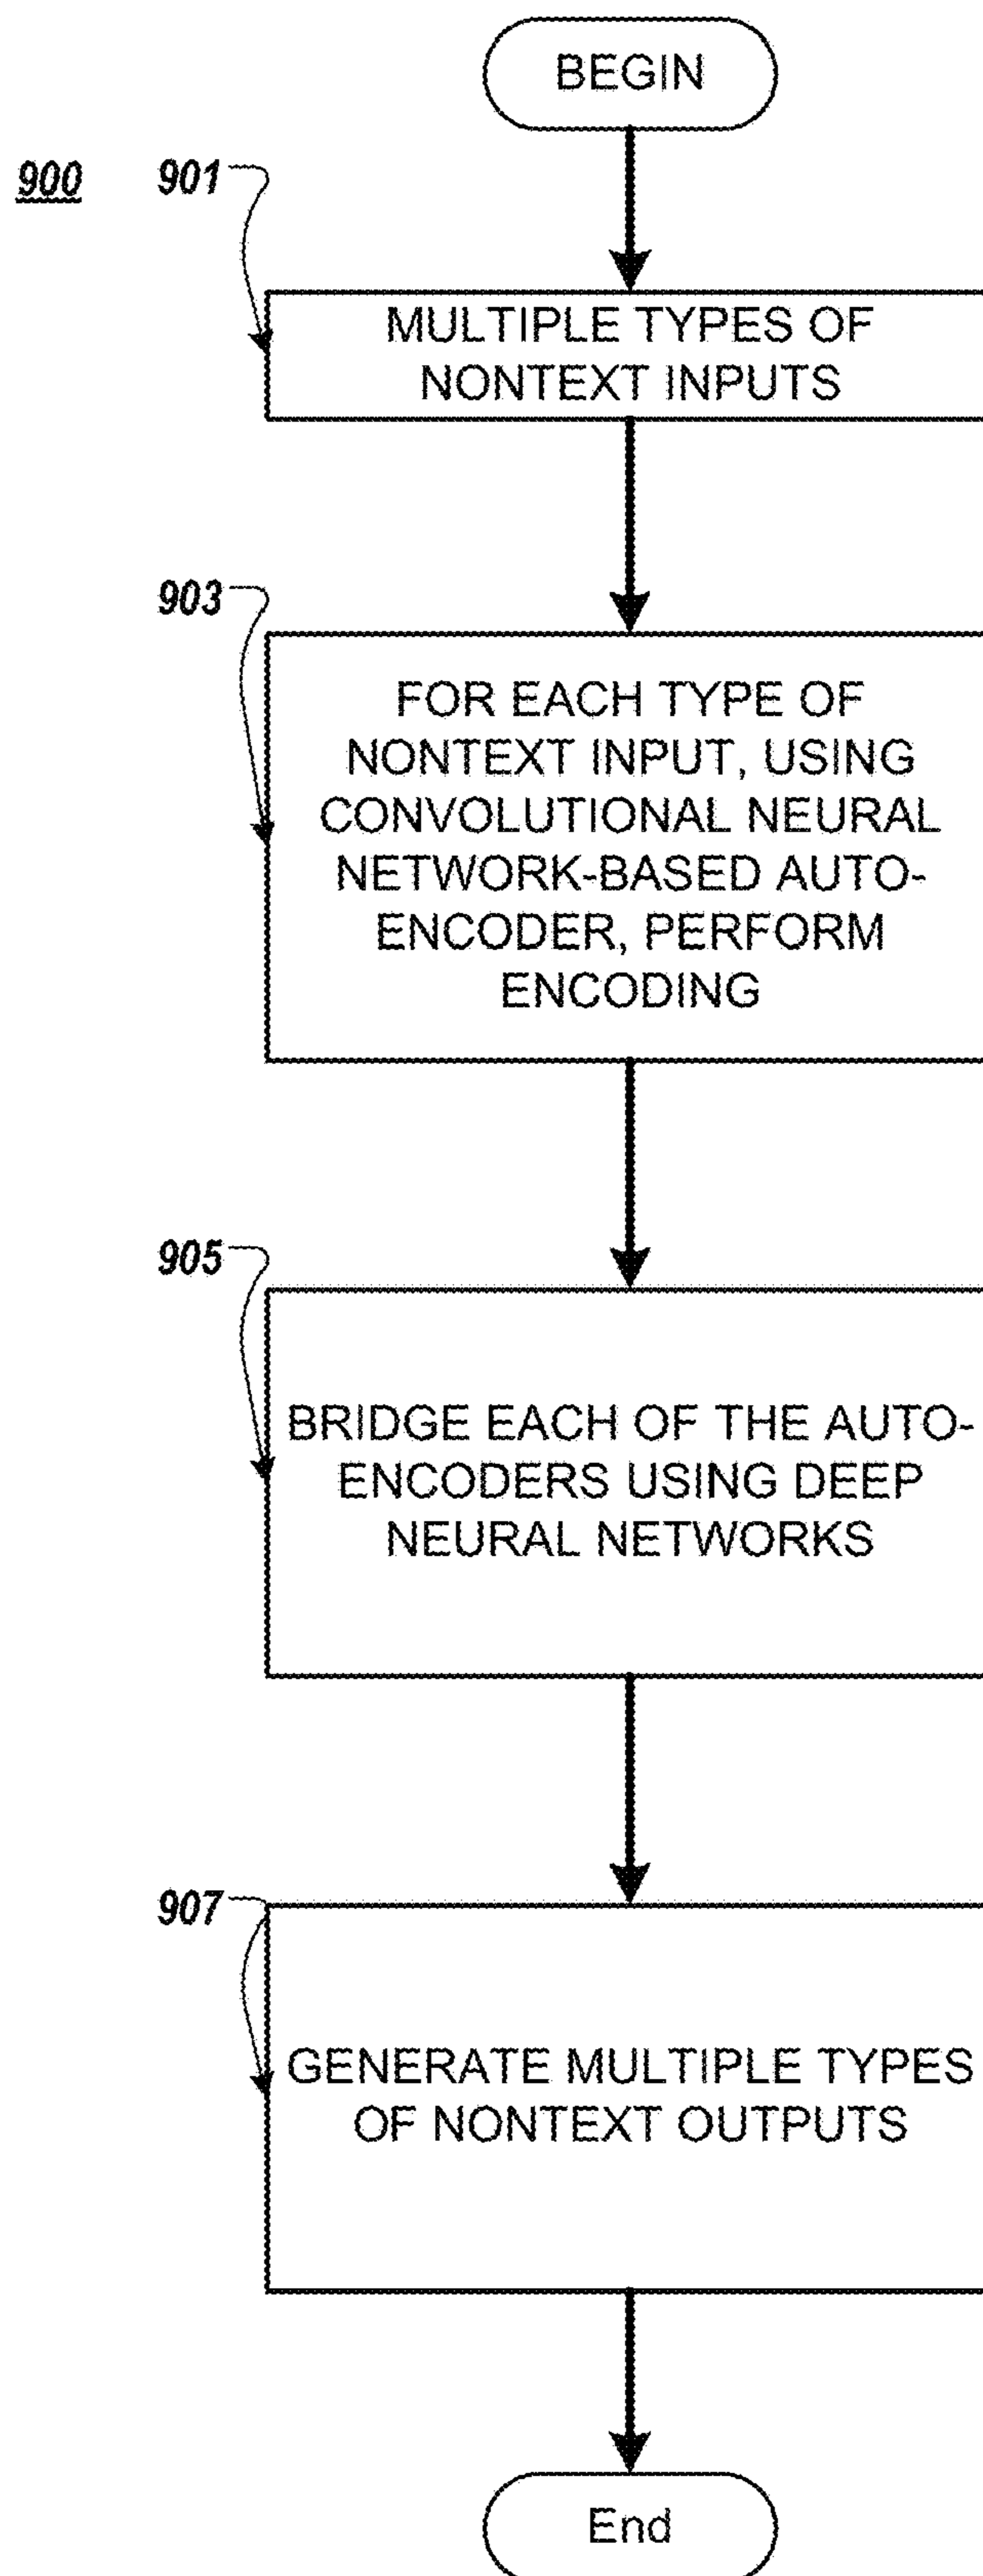 BEGIN
900
901
MULTIPLE TYPES OF
NONTEXT INPUTS
903
FOR EACH TYPE OF
NONTEXT INPUT, USING
CONVOLUTIONAL NEURAL
NETWORK-BASED AUTO-
ENCODER, PERFORM
ENCODING
905
BRIDGE EACH OF THE AUTO-
ENCODERS USING DEEP
NEURAL NETWORKS
907
GENERATE MULTIPLE TYPES
OF NONTEXT OUTPUTS
End